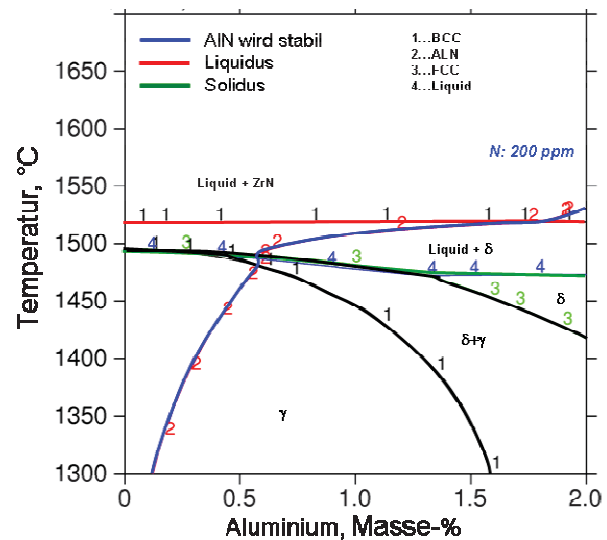 AlN wird stabil
Liquidus
Solidus
1...BCC
2...ALN
3...FCC
4...Liquid
N: 200 ppm
Liquid + ZrN
Liquid + δ
δ
δ+γ
γ
1650
1600
1550
1500
1450
1400
1350
1300
0
0.5
1.0
1.5
2.0
Temperatur, °C
Aluminium, Masse-%